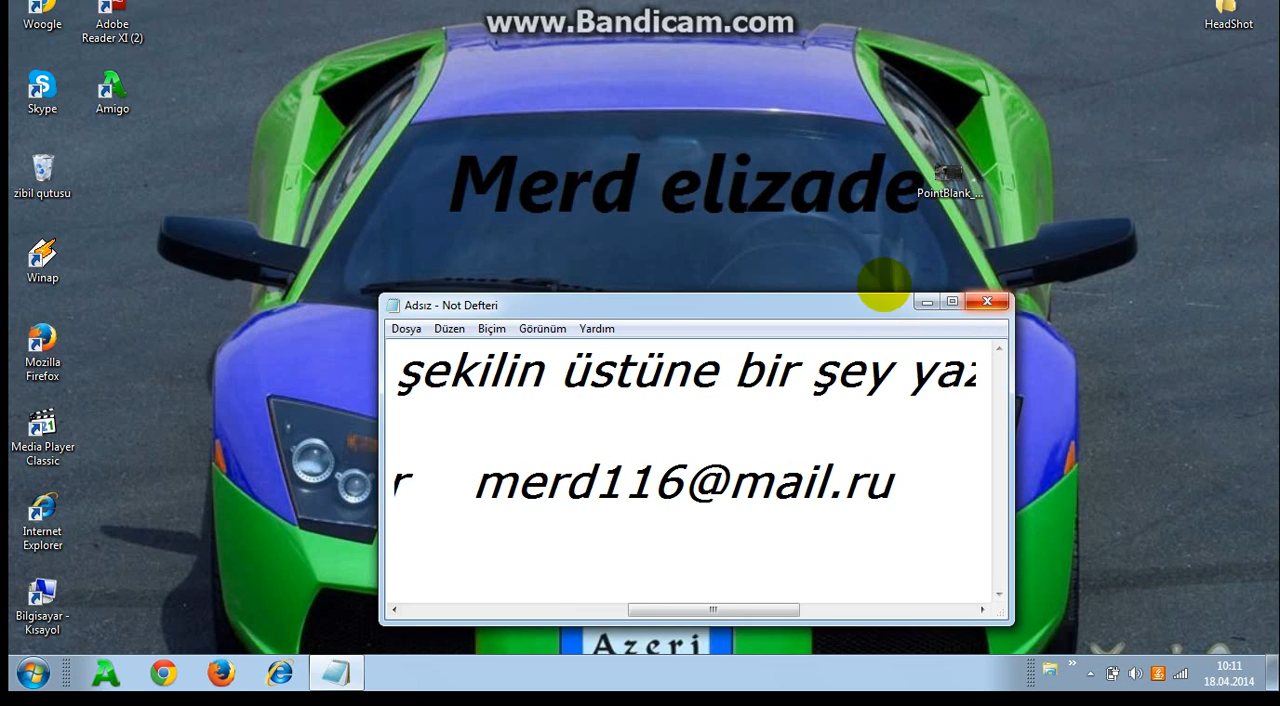 www.Bandicam.com
Woogle
Adobe
Reader XI (2)
HeadShot
Skype
Amigo
Merd elizade
zibil qutusu
PointBlank_...
Winap
Adsız - Not Defteri
Dosya Düzen Biçim Görünüm Yardım
şekilin üstüne bir şey yaz
r merd116@mail.ru
Mozilla
Firefox
Media Player
Classic
Internet
Explorer
Bilgisayar -
Kısayol
Azeri
10:11
18.04.2014